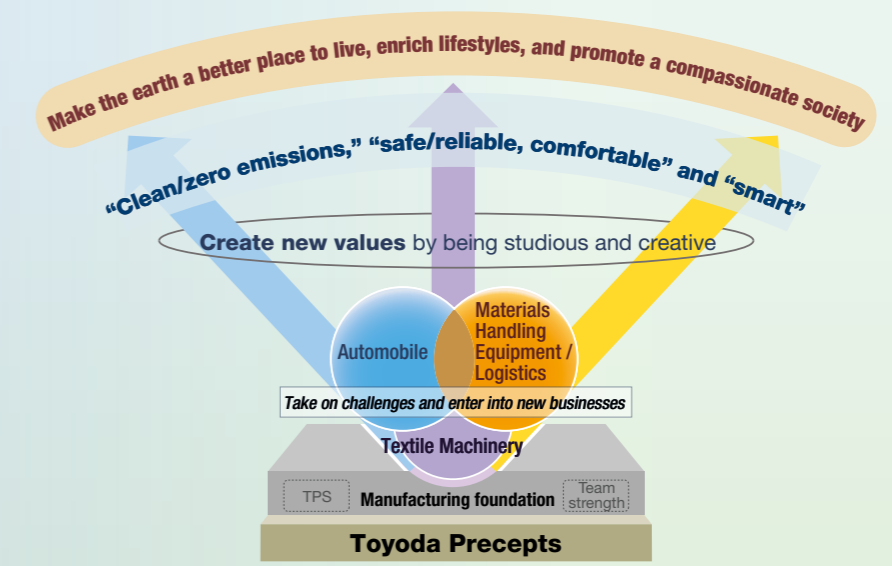 Make the earth a better place to live, enrich lifestyles, and promote a compassionate society
“Clean/zero emissions,” “safe/reliable, comfortable” and “smart”
Create new values by being studious and creative
Automobile
Materials
Handling
Equipment /
Logistics
Take on challenges and enter into new businesses
Textile Machinery
TPS
Manufacturing foundation
Team
strength
Toyoda Precepts